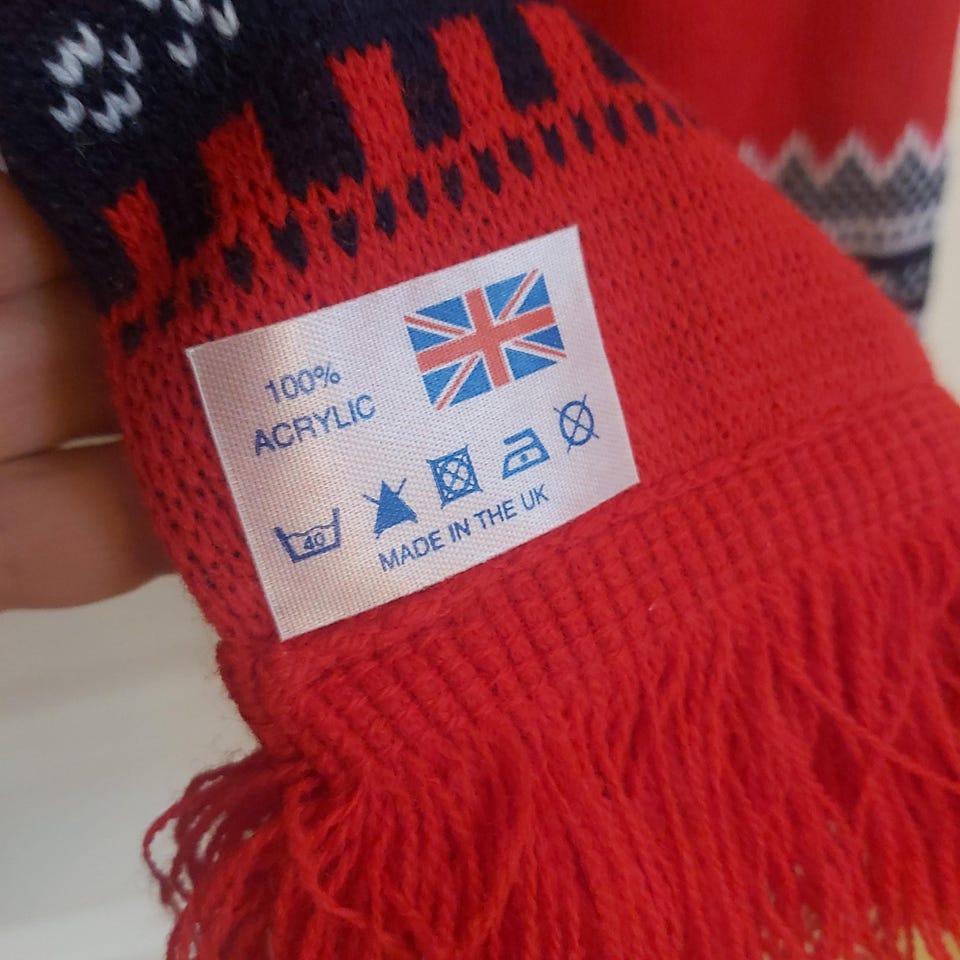 100%
ACRYLIC
40
MADE IN THE UK